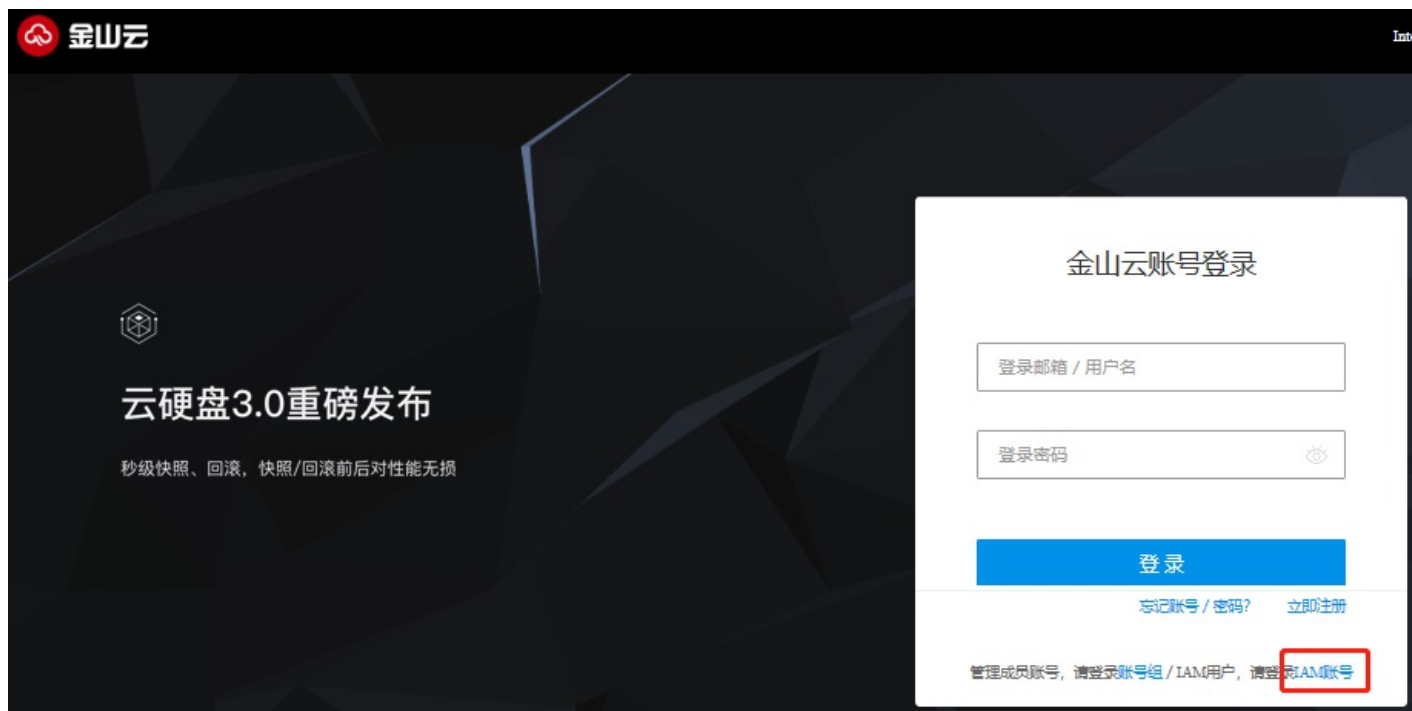 金山云
Inte
金山云账号登录
登录邮箱 / 用户名
云硬盘3.0重磅发布
登录密码
秒级快照、回滚，快照/回滚前后对性能无损
登录
忘记账号 / 密码? 立即注册
管理成员账号，请登录账号组 / IAM用户，请登录IAM账号